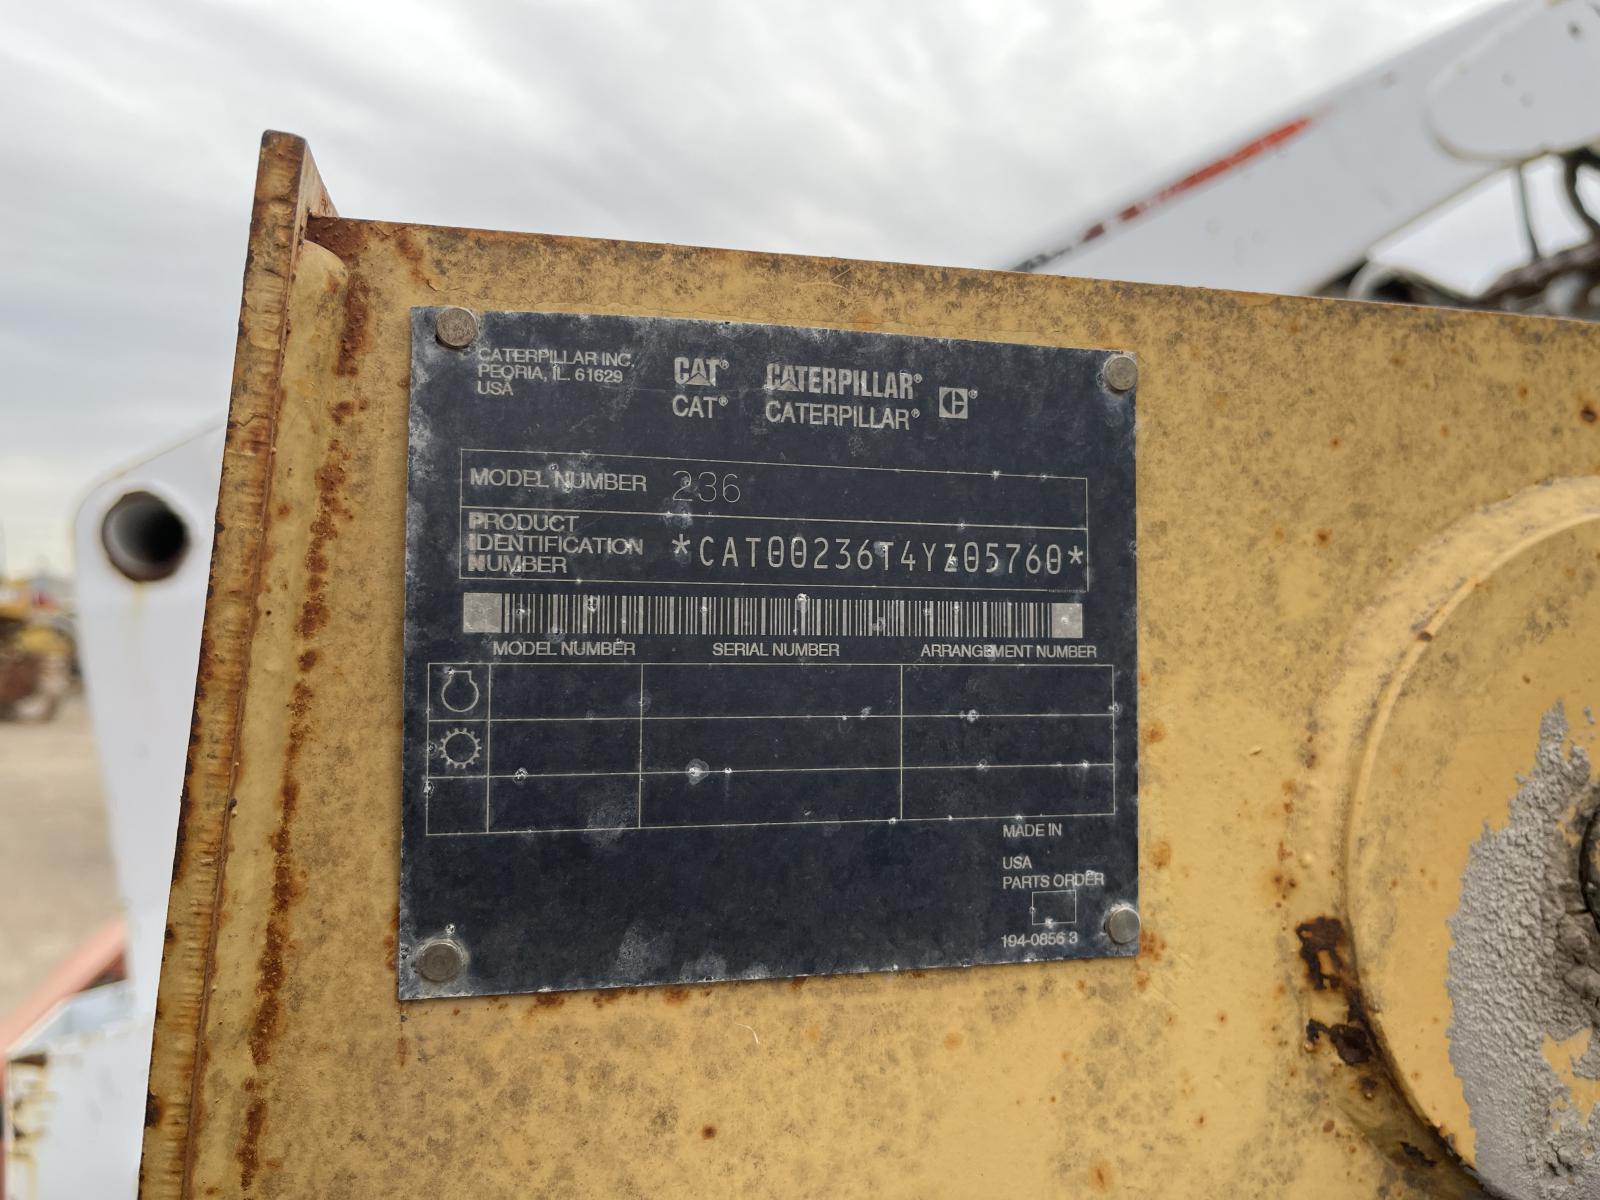 CATERPILLAR INC.
PEORIA, IL. 61629
USA
CAT® CATERPILLAR® C®
CAT® CATERPILLAR®
MODEL NUMBER 236
PRODUCT
IDENTIFICATION
NUMBER *CAT00236T4YZ05760*
MODEL NUMBER SERIAL NUMBER ARRANGEMENT NUMBER
MADE IN
USA
PARTS ORDER
194-0856 3